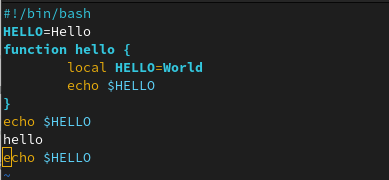 #!/bin/bash
HELLO=Hello
function hello {
        local HELLO=World
        echo $HELLO
}
echo $HELLO
hello
echo $HELLO
~